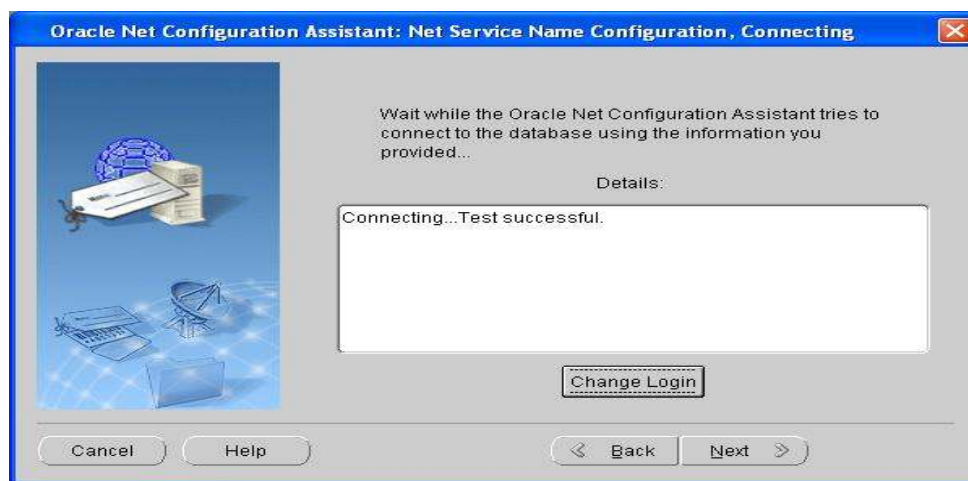 Oracle Net Configuration Assistant: Net Service Name Configuration, Connecting
Wait while the Oracle Net Configuration Assistant tries to
connect to the database using the information you
provided...
Details:
Connecting...Test successful.
Change Login
Cancel
Help
Back
Next